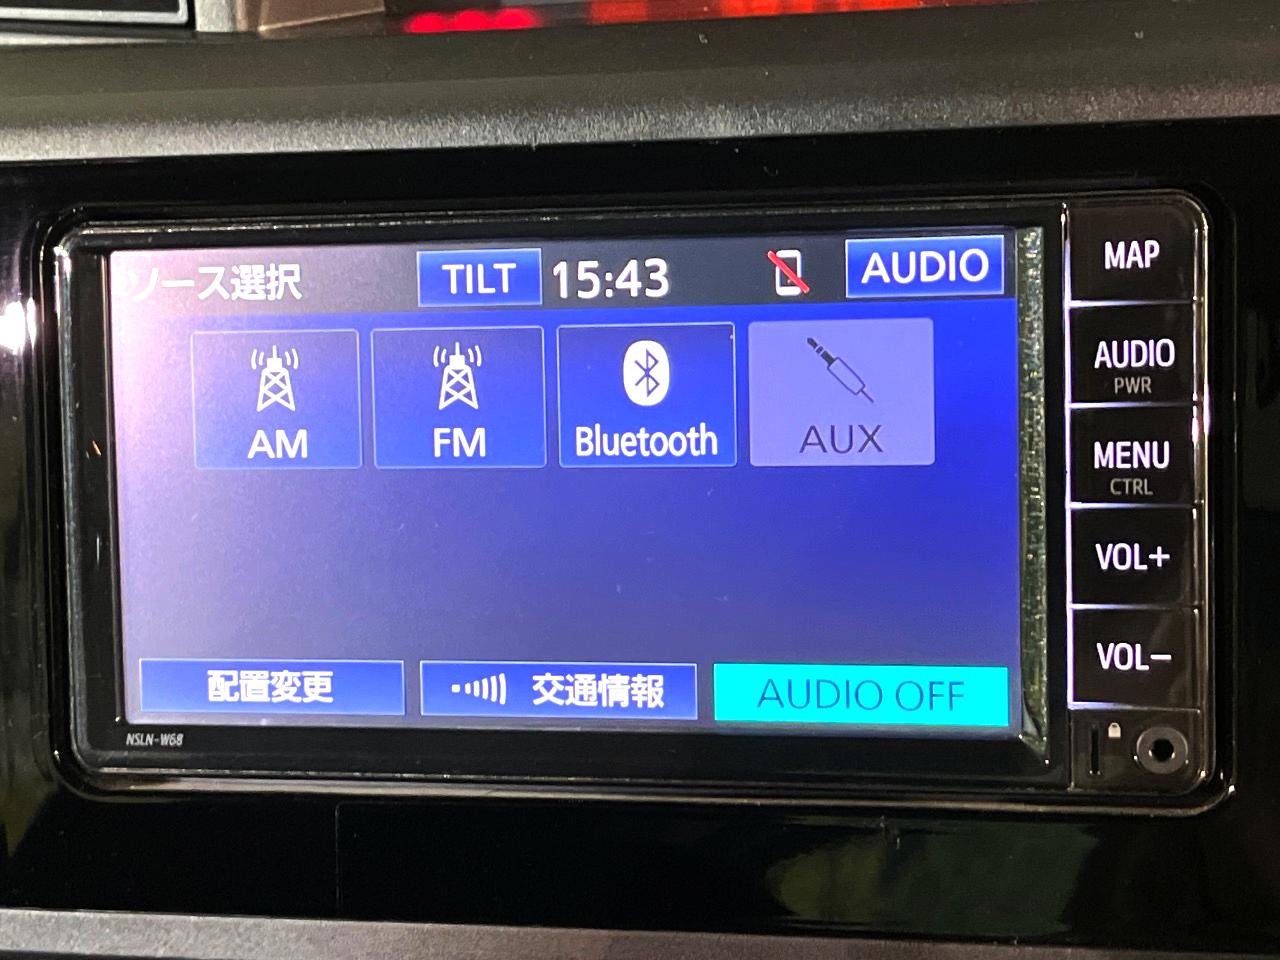 ソース選択 TILT 15:43 AUDIO
AM FM Bluetooth AUX
配置変更 交通情報 AUDIO OFF
NSLN-W68
MAP
AUDIO
PWR
MENU
CTRL
VOL+
VOL-